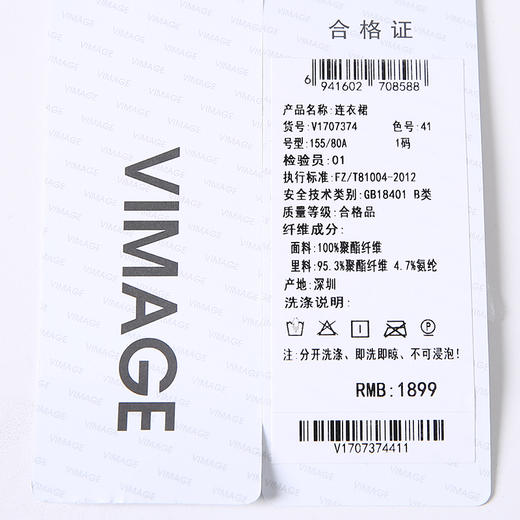 VIMAGE
合格证
6 941602 708588
产品名称:连衣裙
货号:V1707374 色号:41
号型:155/80A 1码
检验员:01
执行标准:FZ/T81004-2012
安全技术类别:GB18401 B类
质量等级:合格品
纤维成分:
面料:100%聚酯纤维
里料:95.3%聚酯纤维 4.7%氨纶
产地:深圳
洗涤说明:
注:分开洗涤、即洗即晾、不可浸泡!
RMB:1899
V1707374411